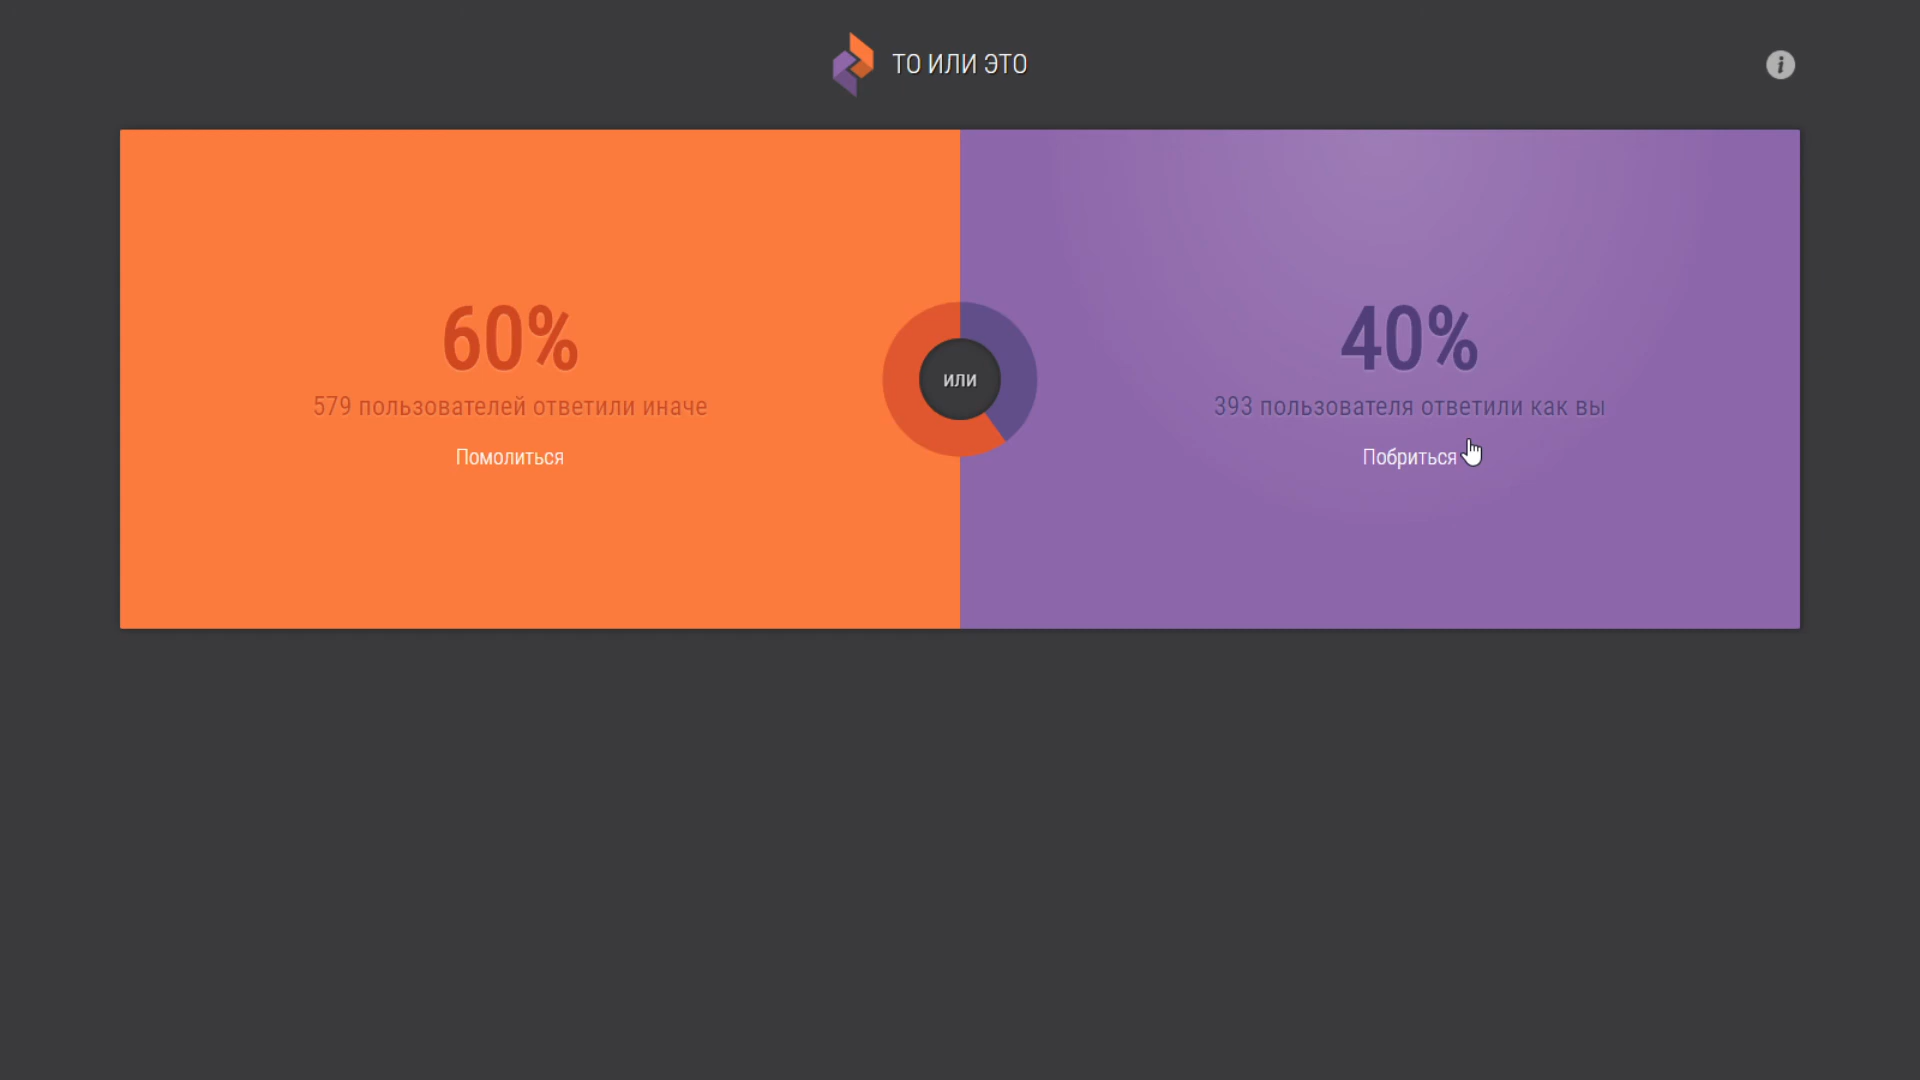 ТО ИЛИ ЭТО
i
60%
579 пользователей ответили иначе
Помолиться
или
40%
393 пользователя ответили как вы
Побриться